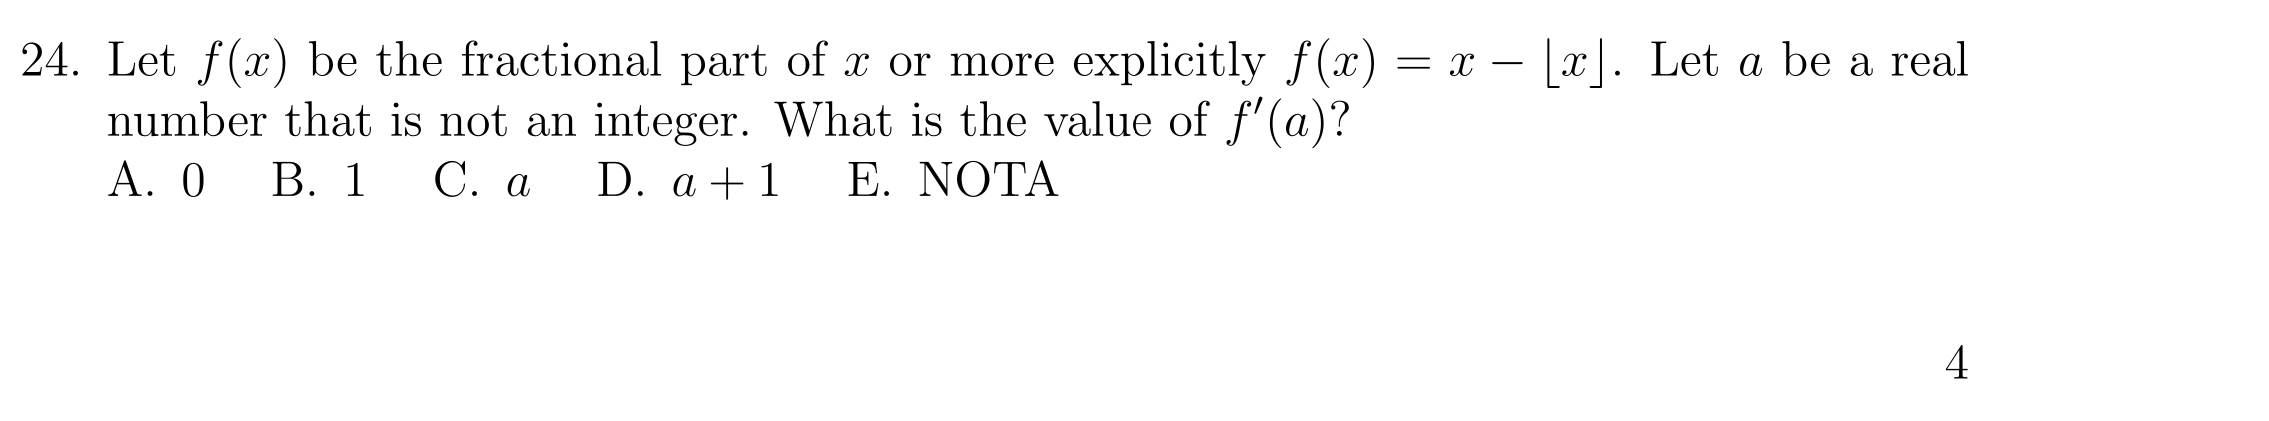 24. Let f(x) be the fractional part of x or more explicitly f(x) = x − ⌊x⌋. Let a be a real
number that is not an integer. What is the value of f′(a)?
A. 0 B. 1 C. a D. a + 1 E. NOTA
4